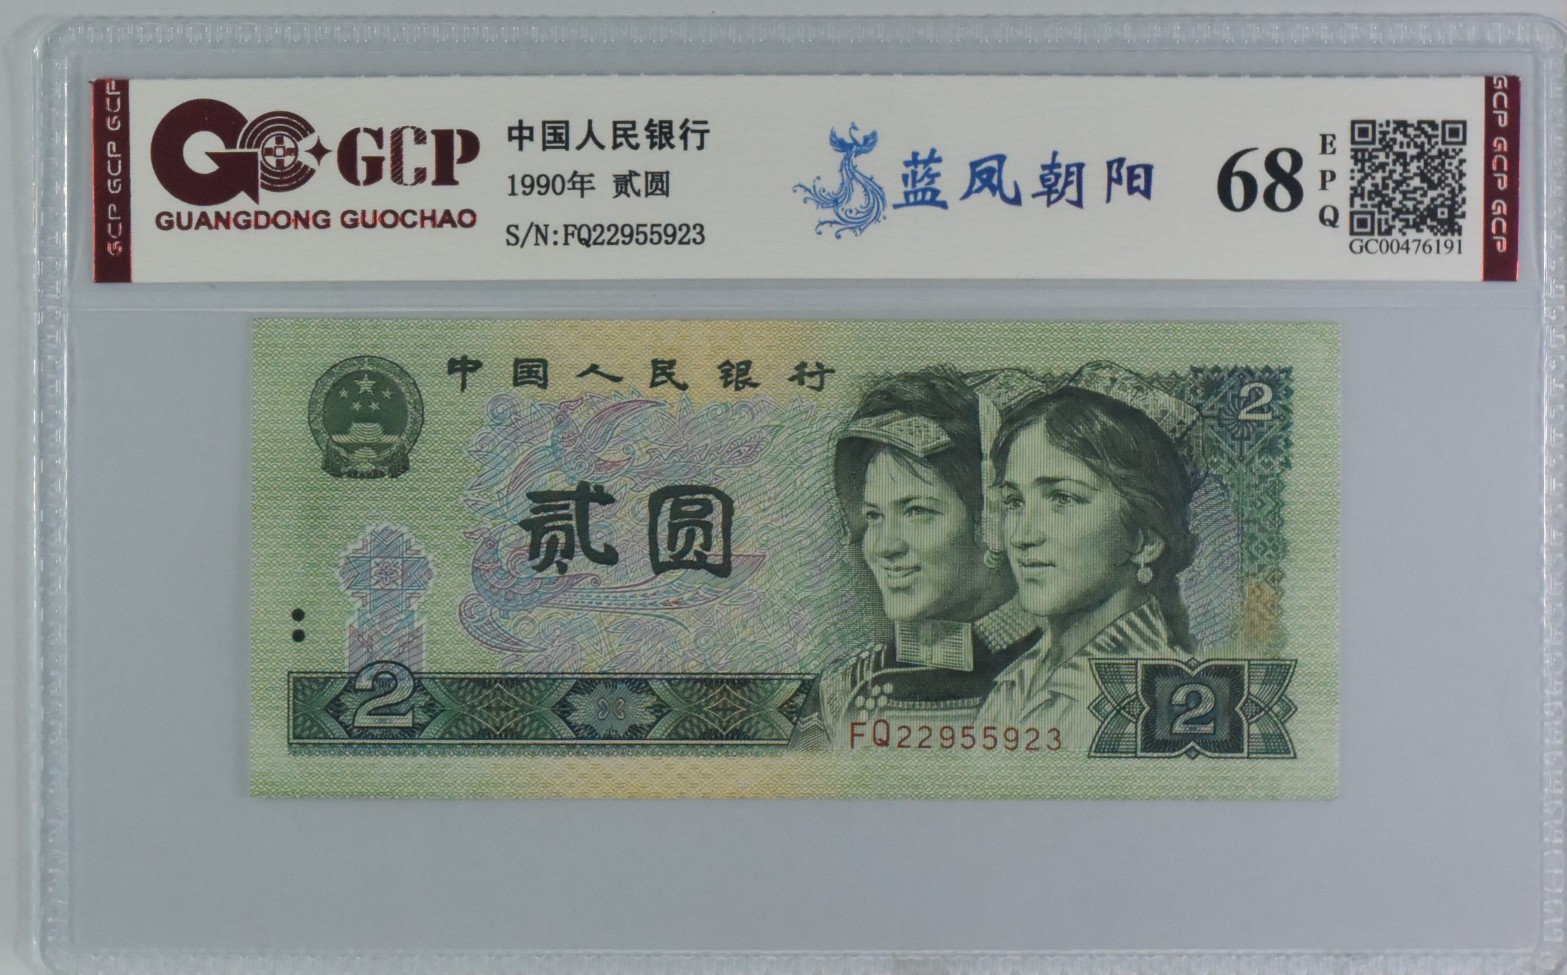 GCP GCP GCP
GCP
GUANGDONG GUOCHAO
中国人民银行
1990年 贰圆
S/N:FQ22955923
蓝凤朝阳
68
EPQ
GC00476191
GCP GCP GCP
中国人民银行
2
贰圆
2
2
FQ22955923